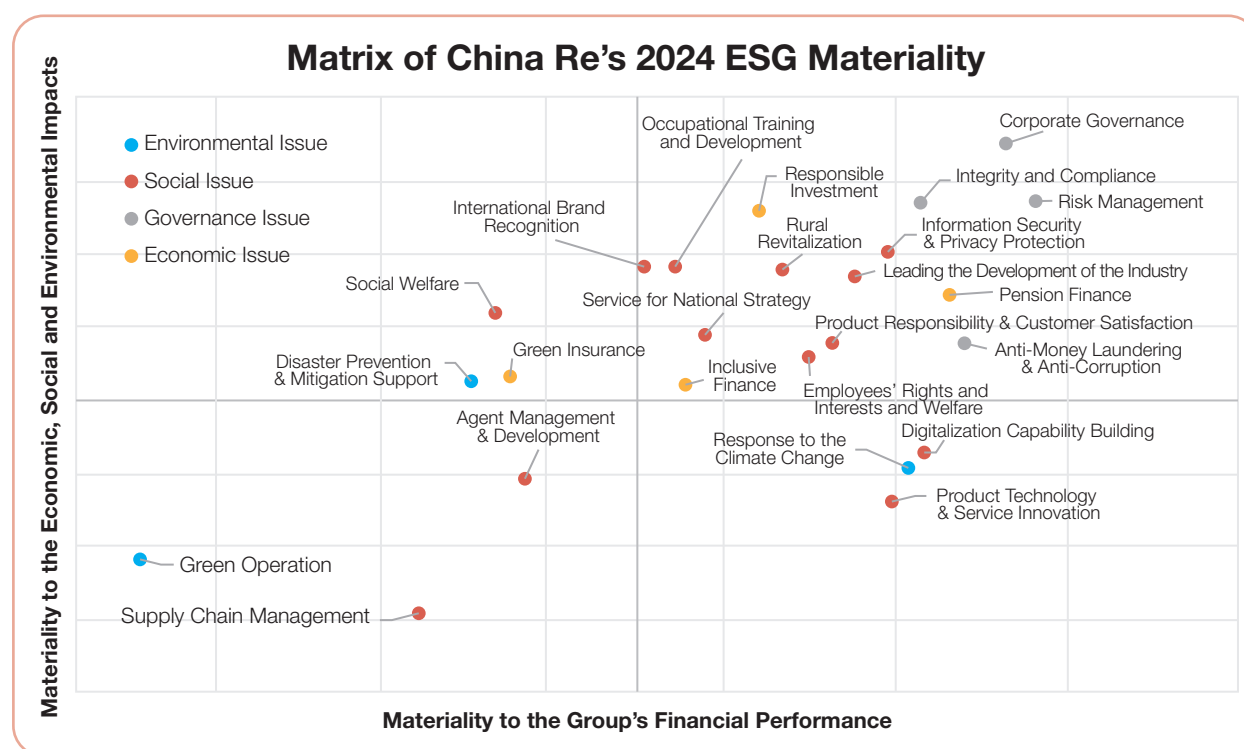 Matrix of China Re's 2024 ESG Materiality
Materiality to the Economic, Social and Environmental Impacts
Environmental Issue
Social Issue
Governance Issue
Economic Issue
Occupational Training
and Development
Corporate Governance
Responsible
Investment
Integrity and Compliance
Risk Management
International Brand
Recognition
Rural
Revitalization
Information Security
& Privacy Protection
Leading the Development of the Industry
Social Welfare
Service for National Strategy
Pension Finance
Product Responsibility & Customer Satisfaction
Disaster Prevention
& Mitigation Support
Green Insurance
Inclusive
Finance
Anti-Money Laundering
& Anti-Corruption
Employees' Rights and
Interests and Welfare
Agent Management
& Development
Response to the
Climate Change
Digitalization Capability Building
Product Technology
& Service Innovation
Green Operation
Supply Chain Management
Materiality to the Group's Financial Performance